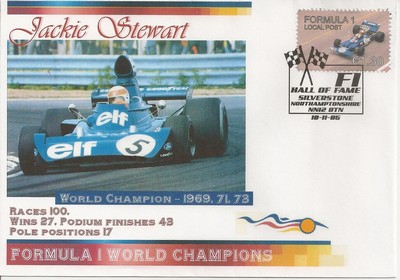 Jackie Stewart
FORMULA 1
LOCAL POST
€1.30
F1
HALL OF FAME
SILVERSTONE
NORTHAMPTONSHIRE
NN12 8TN
18-11-06
elf
elf
5
WORLD CHAMPION - 1969, 71, 73
RACES 100.
WINS 27. PODIUM FINISHES 43
POLE POSITIONS 17
FORMULA 1 WORLD CHAMPIONS